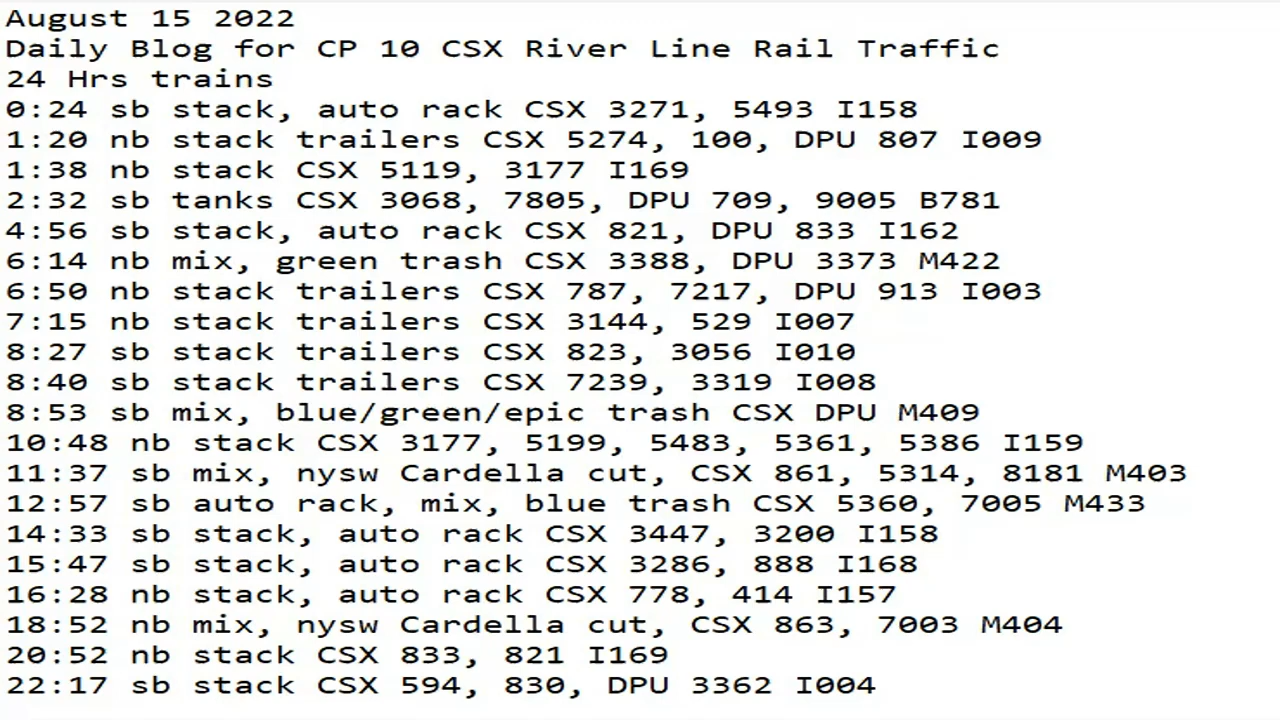 August 15 2022
Daily Blog for CP 10 CSX River Line Rail Traffic
24 Hrs trains
0:24 sb stack, auto rack CSX 3271, 5493 I158
1:20 nb stack trailers CSX 5274, 100, DPU 807 I009
1:38 nb stack CSX 5119, 3177 I169
2:32 sb tanks CSX 3068, 7805, DPU 709, 9005 B781
4:56 sb stack, auto rack CSX 821, DPU 833 I162
6:14 nb mix, green trash CSX 3388, DPU 3373 M422
6:50 nb stack trailers CSX 787, 7217, DPU 913 I003
7:15 nb stack trailers CSX 3144, 529 I007
8:27 sb stack trailers CSX 823, 3056 I010
8:40 sb stack trailers CSX 7239, 3319 I008
8:53 sb mix, blue/green/epic trash CSX DPU M409
10:48 nb stack CSX 3177, 5199, 5483, 5361, 5386 I159
11:37 sb mix, nysw Cardella cut, CSX 861, 5314, 8181 M403
12:57 sb auto rack, mix, blue trash CSX 5360, 7005 M433
14:33 sb stack, auto rack CSX 3447, 3200 I158
15:47 sb stack, auto rack CSX 3286, 888 I168
16:28 nb stack, auto rack CSX 778, 414 I157
18:52 nb mix, nysw Cardella cut, CSX 863, 7003 M404
20:52 nb stack CSX 833, 821 I169
22:17 sb stack CSX 594, 830, DPU 3362 I004